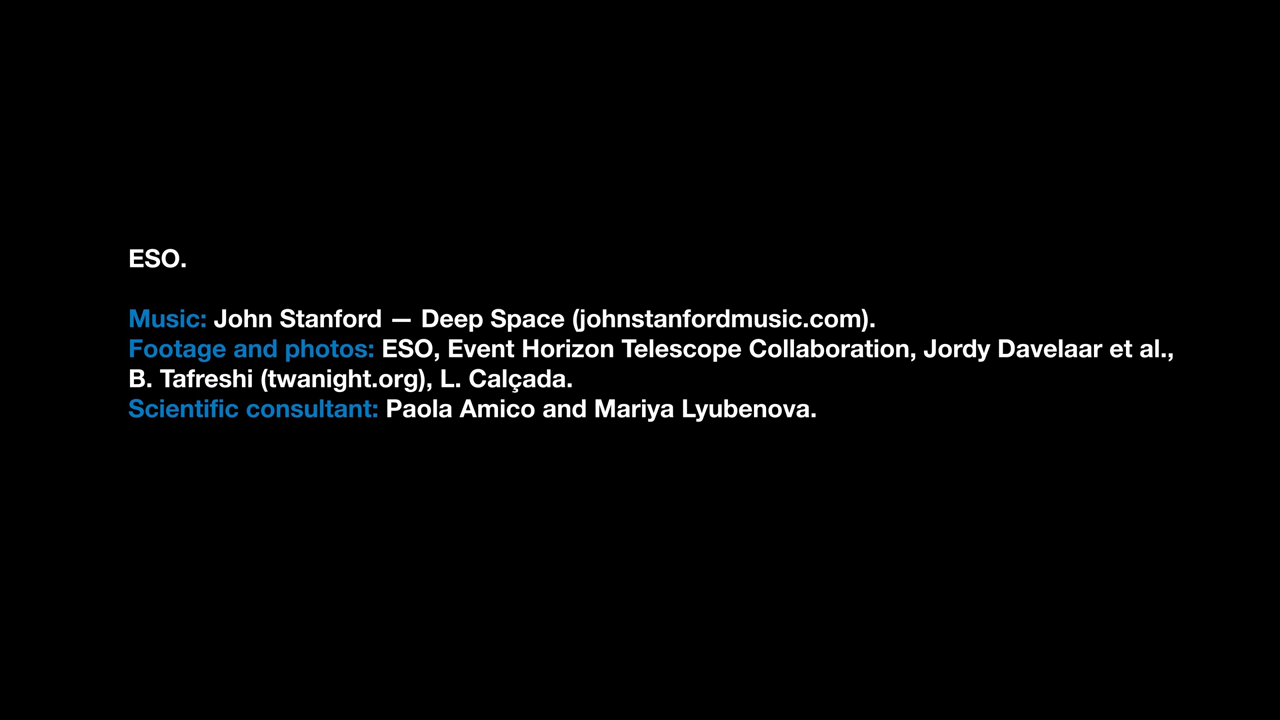 ESO.
Music: John Stanford — Deep Space (johnstanfordmusic.com).
Footage and photos: ESO, Event Horizon Telescope Collaboration, Jordy Davelaar et al.,
B. Tafreshi (twanight.org), L. Calçada.
Scientific consultant: Paola Amico and Mariya Lyubenova.